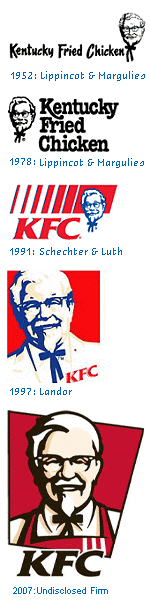 Kentucky Fried Chicken
1952: Lippincot & Margulies
Kentucky
Fried
Chicken
1978: Lippincot & Margulies
KFC
1991: Schechter & Luth
KFC
1997: Landor
KFC
2007: Undisclosed Firm